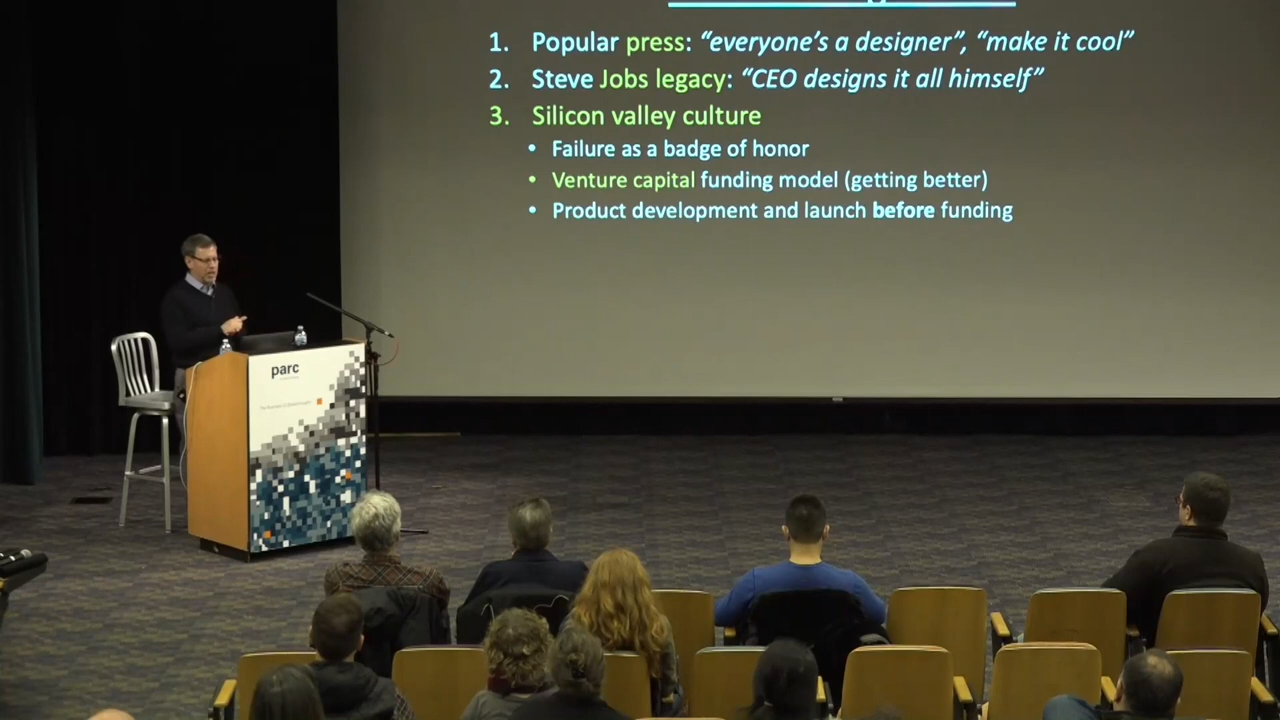 1. Popular press: “everyone’s a designer”, “make it cool”
2. Steve Jobs legacy: “CEO designs it all himself”
3. Silicon valley culture
• Failure as a badge of honor
• Venture capital funding model (getting better)
• Product development and launch before funding
parc